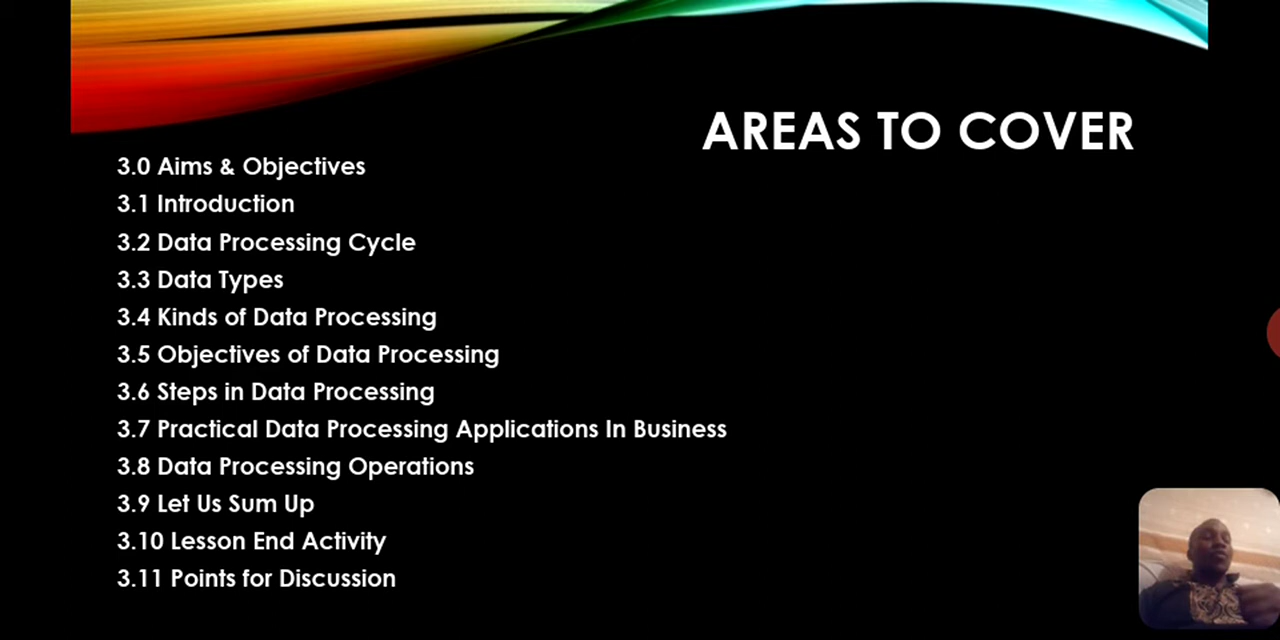 AREAS TO COVER
3.0 Aims & Objectives
3.1 Introduction
3.2 Data Processing Cycle
3.3 Data Types
3.4 Kinds of Data Processing
3.5 Objectives of Data Processing
3.6 Steps in Data Processing
3.7 Practical Data Processing Applications In Business
3.8 Data Processing Operations
3.9 Let Us Sum Up
3.10 Lesson End Activity
3.11 Points for Discussion